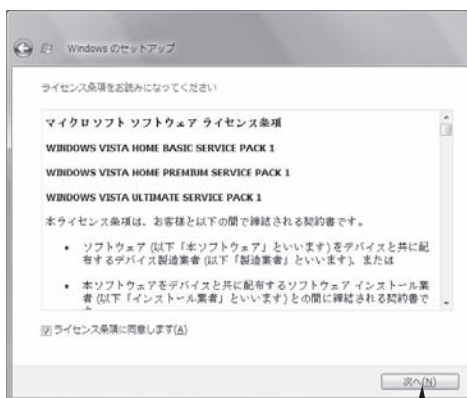 Windows のセットアップ
ライセンス条項をお読みになってください
マイクロソフト ソフトウェア ライセンス条項
WINDOWS VISTA HOME BASIC SERVICE PACK 1
WINDOWS VISTA HOME PREMIUM SERVICE PACK 1
WINDOWS VISTA ULTIMATE SERVICE PACK 1
本ライセンス条項は、お客様と以下の間で締結される契約書です。
• ソフトウェア (以下「本ソフトウェア」といいます) をデバイスと共に配
布するデバイス製造業者 (以下「製造業者」といいます)、または
• 本ソフトウェアをデバイスと共に配布するソフトウェア インストール業
者 (以下「インストール業者」といいます) との間に締結される契約書で
ライセンス条項に同意します(A)
次へ(N)